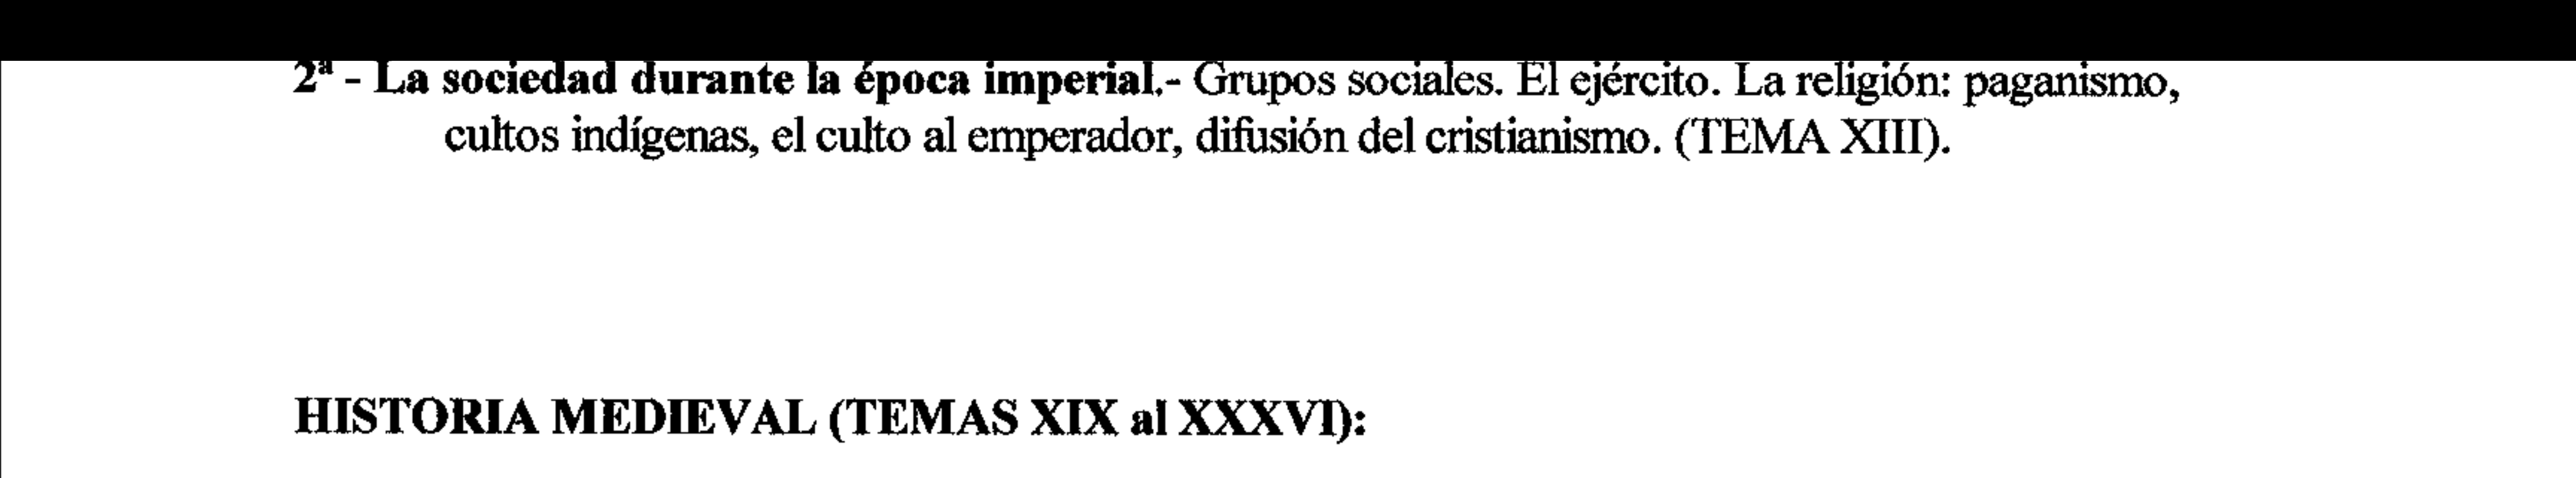 2ª - La sociedad durante la época imperial.- Grupos sociales. El ejército. La religión: paganismo,
cultos indígenas, el culto al emperador, difusión del cristianismo. (TEMA XIII).
HISTORIA MEDIEVAL (TEMAS XIX al XXXVI):